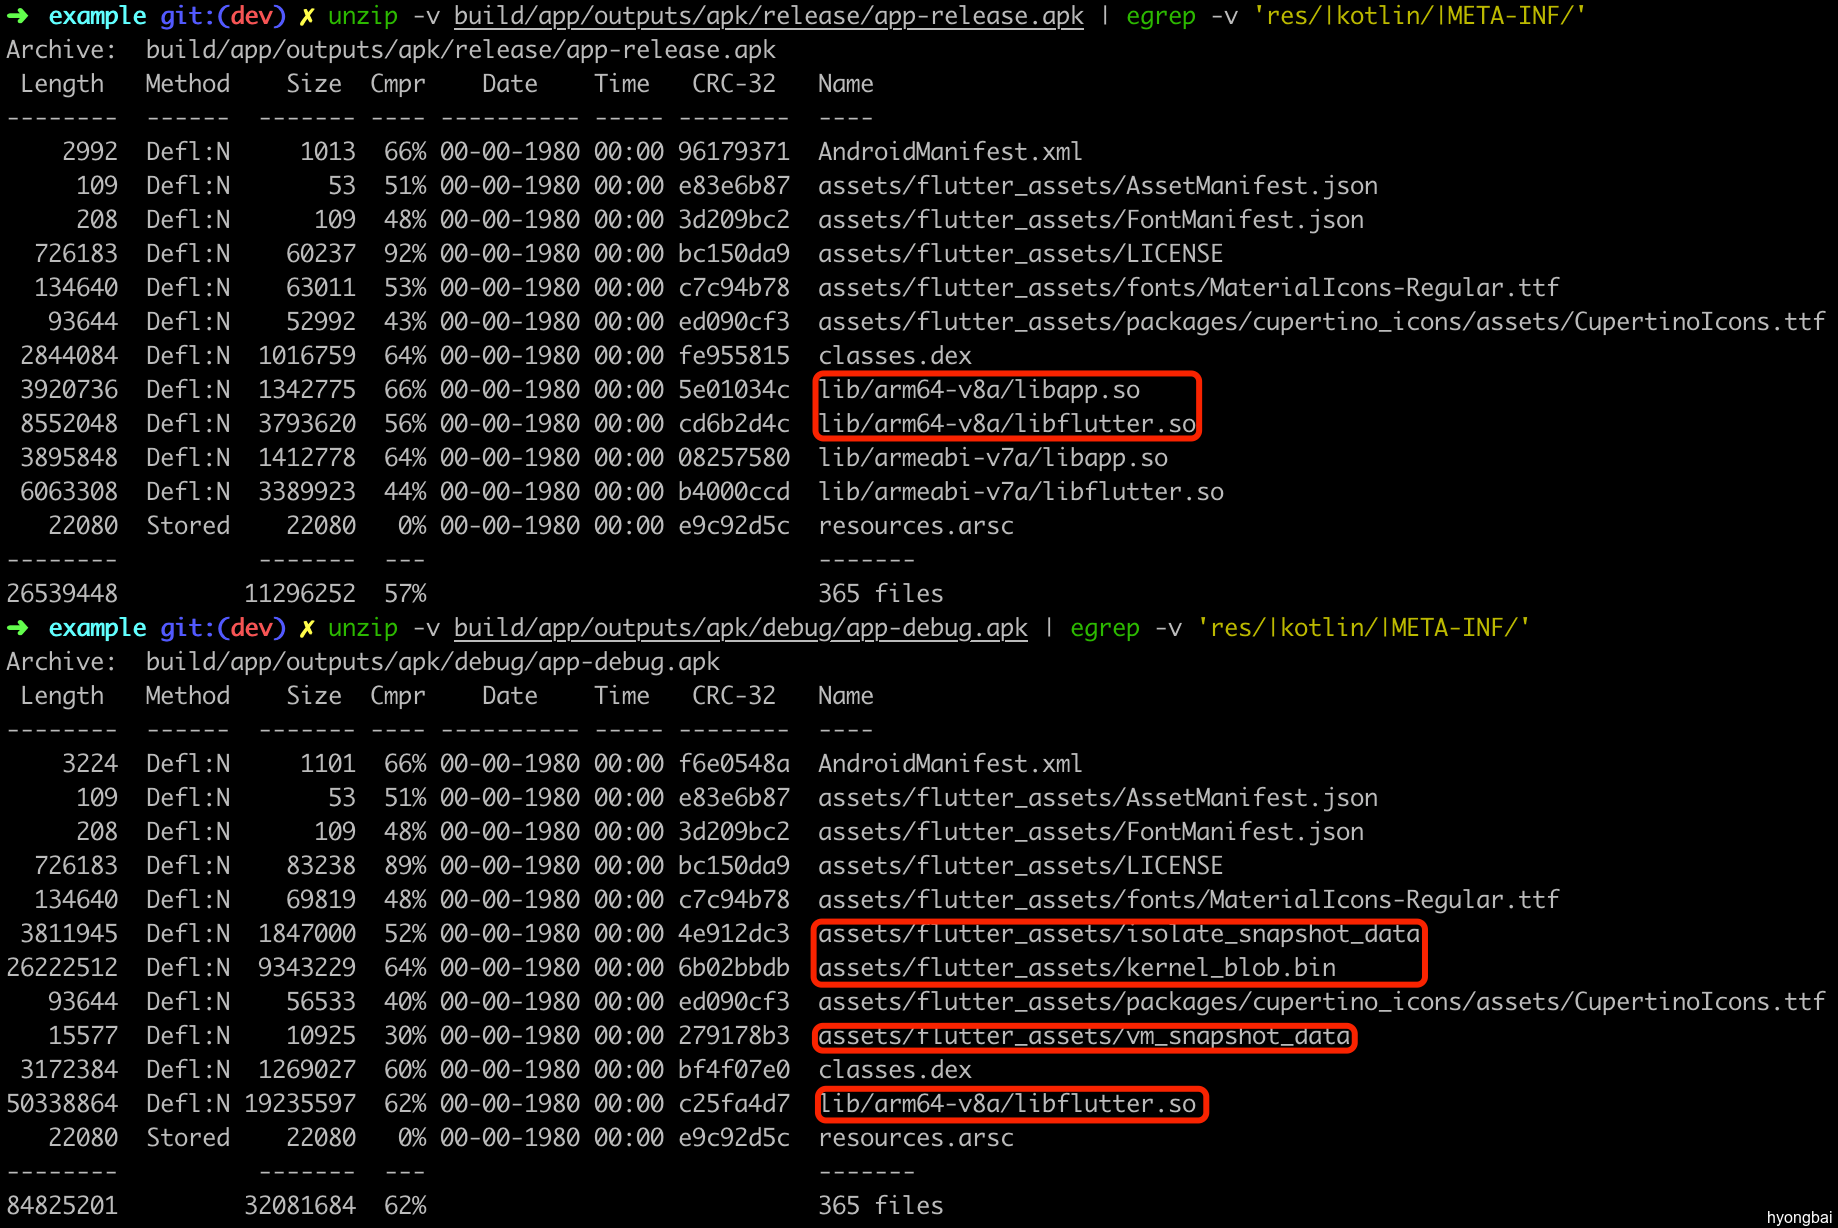 ➜  example git:(dev) ✗ unzip -v build/app/outputs/apk/release/app-release.apk | egrep -v 'res/|kotlin/|META-INF/'
Archive:  build/app/outputs/apk/release/app-release.apk
 Length   Method    Size  Cmpr    Date    Time   CRC-32   Name
--------  ------  ------- ---- ---------- ----- --------  ----
    2992  Defl:N     1013  66% 00-00-1980 00:00 96179371  AndroidManifest.xml
     109  Defl:N       53  51% 00-00-1980 00:00 e83e6b87  assets/flutter_assets/AssetManifest.json
     208  Defl:N      109  48% 00-00-1980 00:00 3d209bc2  assets/flutter_assets/FontManifest.json
  726183  Defl:N    60237  92% 00-00-1980 00:00 bc150da9  assets/flutter_assets/LICENSE
  134640  Defl:N    63011  53% 00-00-1980 00:00 c7c94b78  assets/flutter_assets/fonts/MaterialIcons-Regular.ttf
   93644  Defl:N    52992  43% 00-00-1980 00:00 ed090cf3  assets/flutter_assets/packages/cupertino_icons/assets/CupertinoIcons.ttf
 2844084  Defl:N  1016759  64% 00-00-1980 00:00 fe955815  classes.dex
 3920736  Defl:N  1342775  66% 00-00-1980 00:00 5e01034c  lib/arm64-v8a/libapp.so
 8552048  Defl:N  3793620  56% 00-00-1980 00:00 cd6b2d4c  lib/arm64-v8a/libflutter.so
 3895848  Defl:N  1412778  64% 00-00-1980 00:00 08257580  lib/armeabi-v7a/libapp.so
 6063308  Defl:N  3389923  44% 00-00-1980 00:00 b4000ccd  lib/armeabi-v7a/libflutter.so
   22080  Stored    22080   0% 00-00-1980 00:00 e9c92d5c  resources.arsc
--------          -------  ---                            -------
26539448         11296252  57%                            365 files
➜  example git:(dev) ✗ unzip -v build/app/outputs/apk/debug/app-debug.apk | egrep -v 'res/|kotlin/|META-INF/'
Archive:  build/app/outputs/apk/debug/app-debug.apk
 Length   Method    Size  Cmpr    Date    Time   CRC-32   Name
--------  ------  ------- ---- ---------- ----- --------  ----
    3224  Defl:N     1101  66% 00-00-1980 00:00 f6e0548a  AndroidManifest.xml
     109  Defl:N       53  51% 00-00-1980 00:00 e83e6b87  assets/flutter_assets/AssetManifest.json
     208  Defl:N      109  48% 00-00-1980 00:00 3d209bc2  assets/flutter_assets/FontManifest.json
  726183  Defl:N    83238  89% 00-00-1980 00:00 bc150da9  assets/flutter_assets/LICENSE
  134640  Defl:N    69819  48% 00-00-1980 00:00 c7c94b78  assets/flutter_assets/fonts/MaterialIcons-Regular.ttf
 3811945  Defl:N  1847000  52% 00-00-1980 00:00 4e912dc3  assets/flutter_assets/isolate_snapshot_data
26222512  Defl:N  9343229  64% 00-00-1980 00:00 6b02bbdb  assets/flutter_assets/kernel_blob.bin
   93644  Defl:N    56533  40% 00-00-1980 00:00 ed090cf3  assets/flutter_assets/packages/cupertino_icons/assets/CupertinoIcons.ttf
   15577  Defl:N    10925  30% 00-00-1980 00:00 279178b3  assets/flutter_assets/vm_snapshot_data
 3172384  Defl:N  1269027  60% 00-00-1980 00:00 bf4f07e0  classes.dex
50338864  Defl:N 19235597  62% 00-00-1980 00:00 c25fa4d7  lib/arm64-v8a/libflutter.so
   22080  Stored    22080   0% 00-00-1980 00:00 e9c92d5c  resources.arsc
--------          -------  ---                            -------
84825201         32081684  62%                            365 files
hyongbai